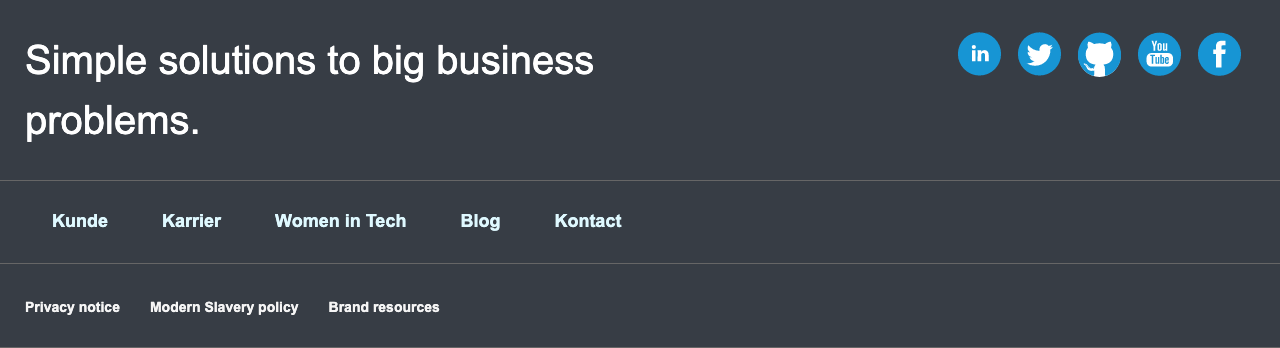 Simple solutions to big business
problems.
in
You
Tube
f
Kunde Karrier Women in Tech Blog Kontact
Privacy notice Modern Slavery policy Brand resources